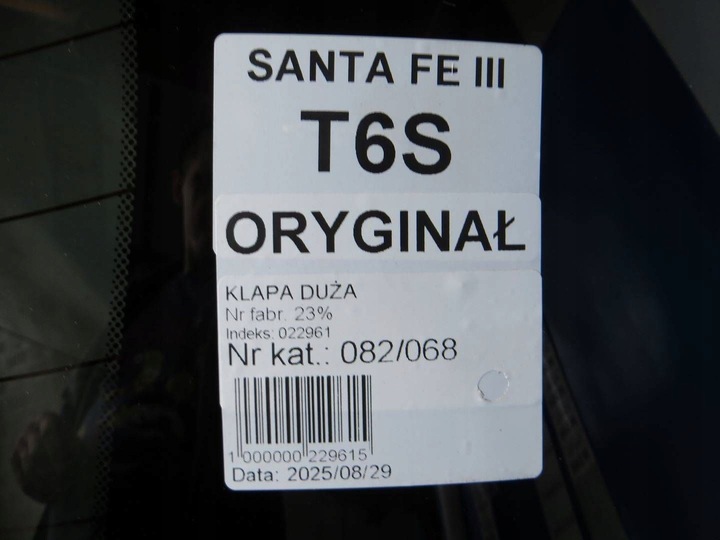 SANTA FE III
T6S
ORYGINAŁ
KLAPA DUŻA
Nr fabr. 23%
Indeks: 022961
Nr kat.: 082/068
1 000000 229615
Data: 2025/08/29